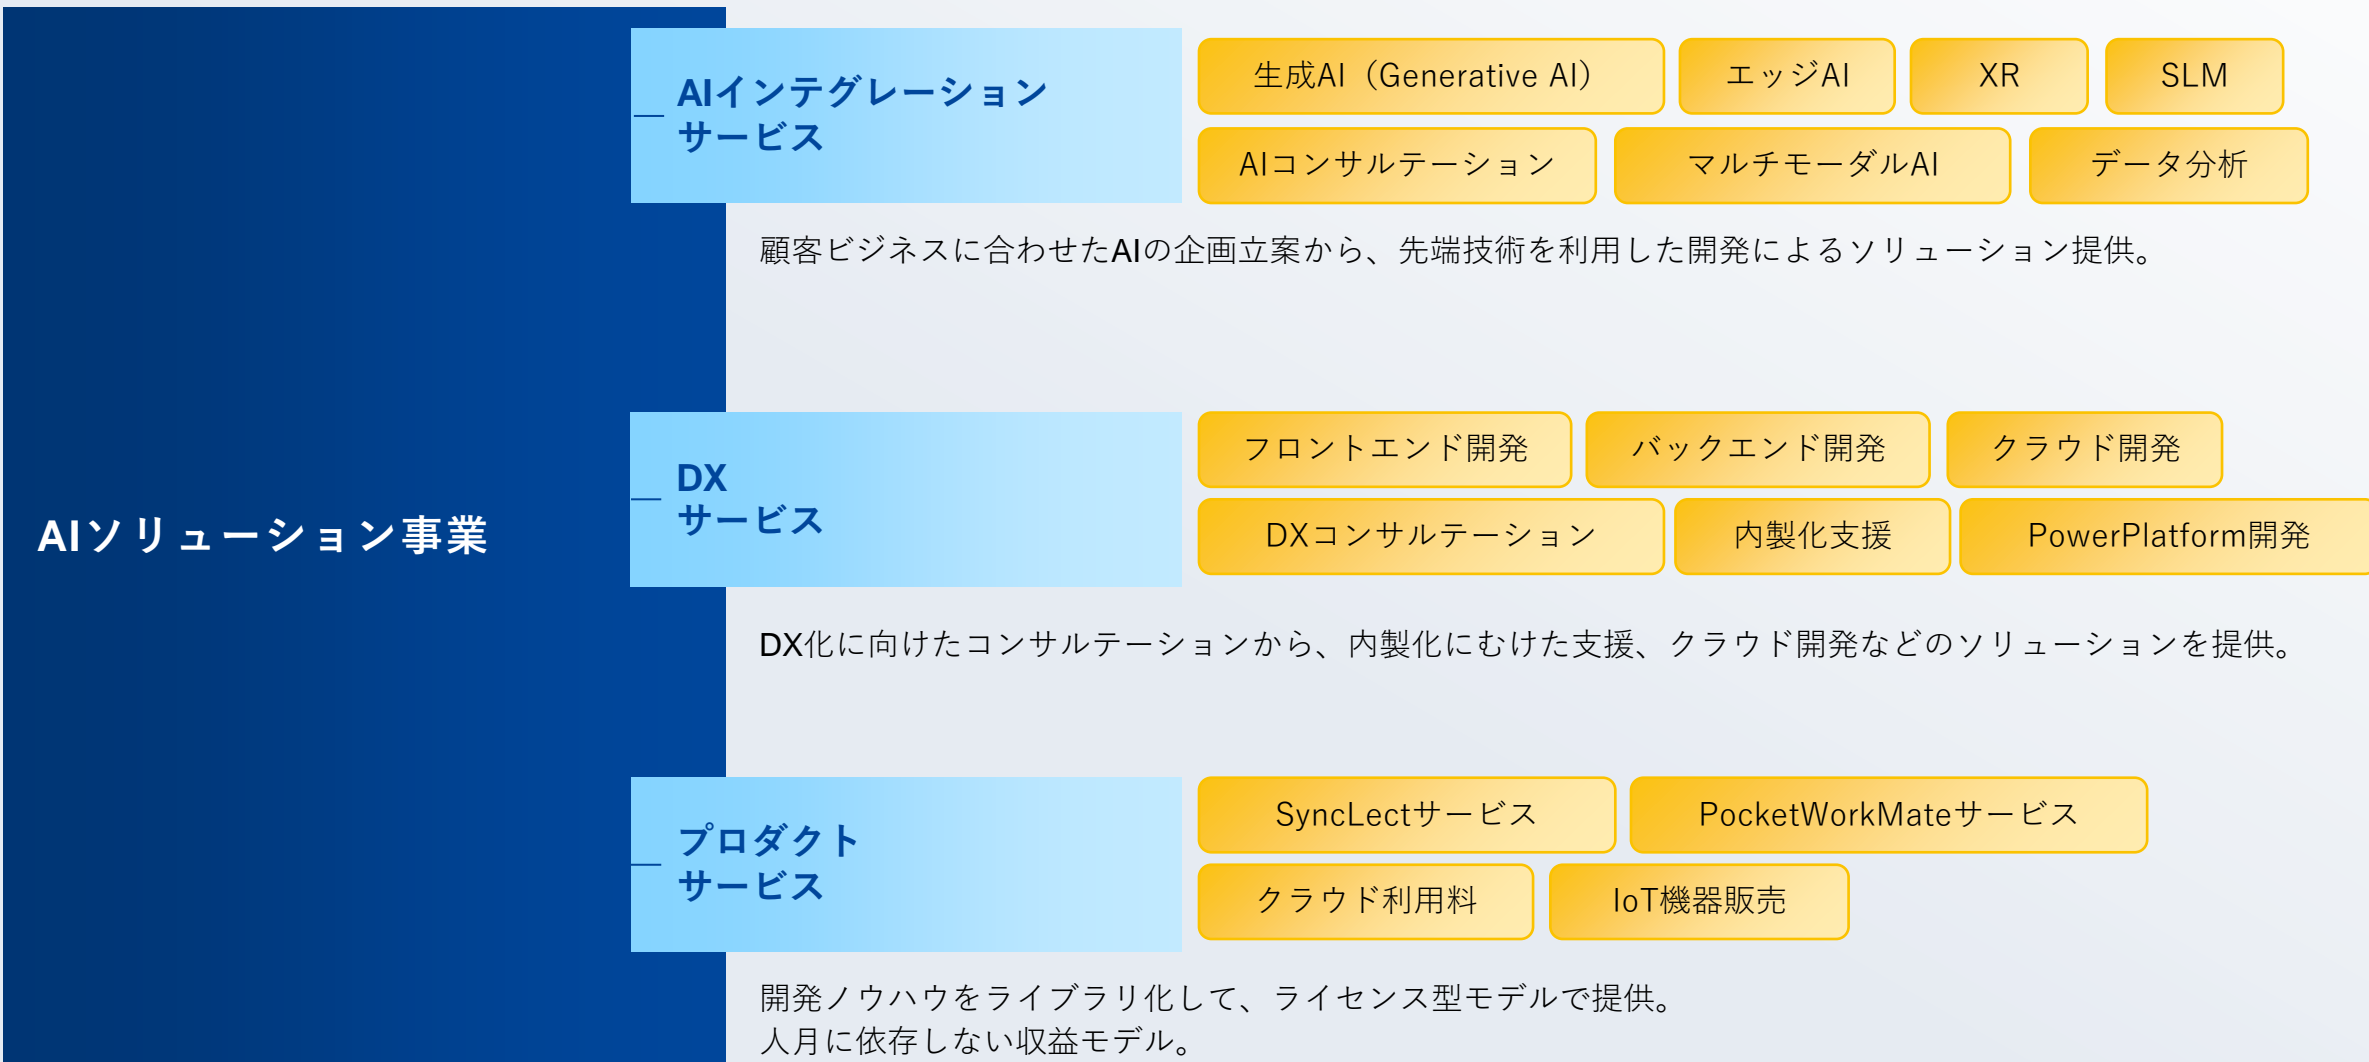 AIソリューション事業
AIインテグレーション
サービス
生成AI（Generative AI）
エッジAI
XR
SLM
AIコンサルテーション
マルチモーダルAI
データ分析
顧客ビジネスに合わせたAIの企画立案から、先端技術を利用した開発によるソリューション提供。
DX
サービス
フロントエンド開発
バックエンド開発
クラウド開発
DXコンサルテーション
内製化支援
PowerPlatform開発
DX化に向けたコンサルテーションから、内製化にむけた支援、クラウド開発などのソリューションを提供。
プロダクト
サービス
SyncLectサービス
PocketWorkMateサービス
クラウド利用料
IoT機器販売
開発ノウハウをライブラリ化して、ライセンス型モデルで提供。
人月に依存しない収益モデル。